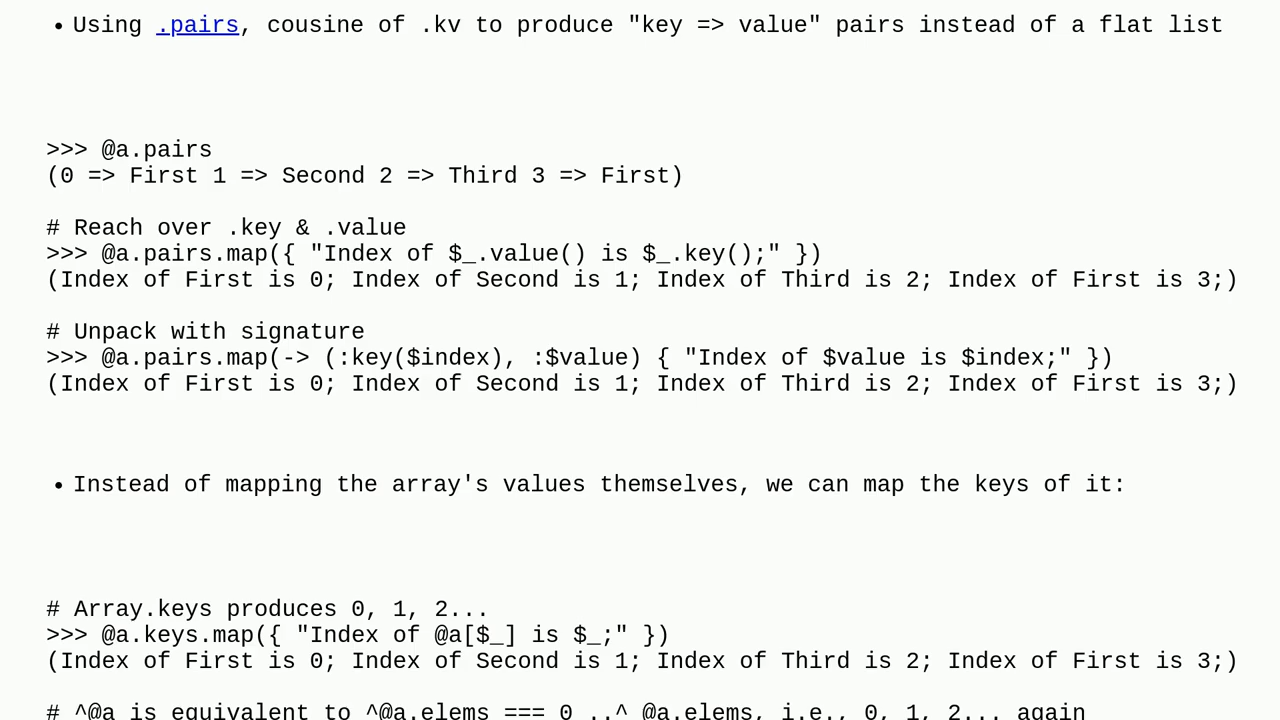 • Using .pairs, cousine of .kv to produce "key => value" pairs instead of a flat list
>>> @a.pairs
(0 => First 1 => Second 2 => Third 3 => First)
# Reach over .key & .value
>>> @a.pairs.map({ "Index of $_.value() is $_.key();" })
(Index of First is 0; Index of Second is 1; Index of Third is 2; Index of First is 3;)
# Unpack with signature
>>> @a.pairs.map(-> (:key($index), :$value) { "Index of $value is $index;" })
(Index of First is 0; Index of Second is 1; Index of Third is 2; Index of First is 3;)
• Instead of mapping the array's values themselves, we can map the keys of it:
# Array.keys produces 0, 1, 2...
>>> @a.keys.map({ "Index of @a[$_] is $_;" })
(Index of First is 0; Index of Second is 1; Index of Third is 2; Index of First is 3;)
# ^@a is equivalent to ^@a.elems === 0 ..^ @a.elems, i.e., 0, 1, 2... again